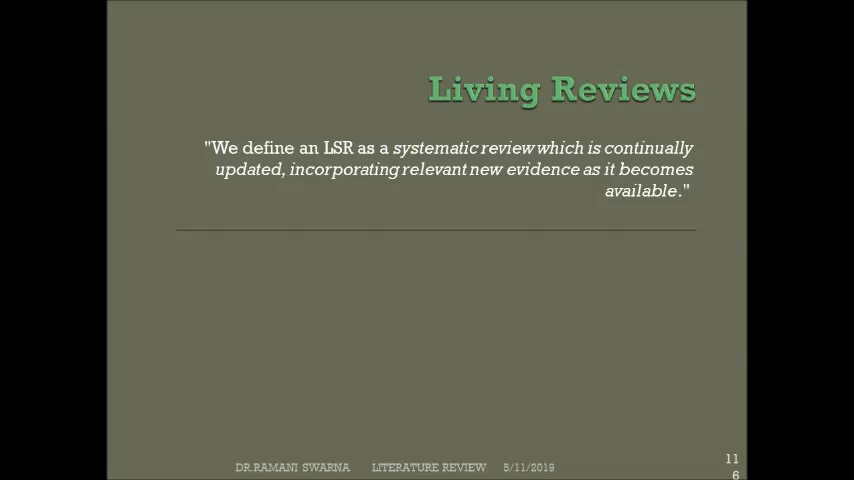 Living Reviews
"We define an LSR as a systematic review which is continually
updated, incorporating relevant new evidence as it becomes
available."
DR.RAMANI SWARNA LITERATURE REVIEW 5/11/2019
11
6